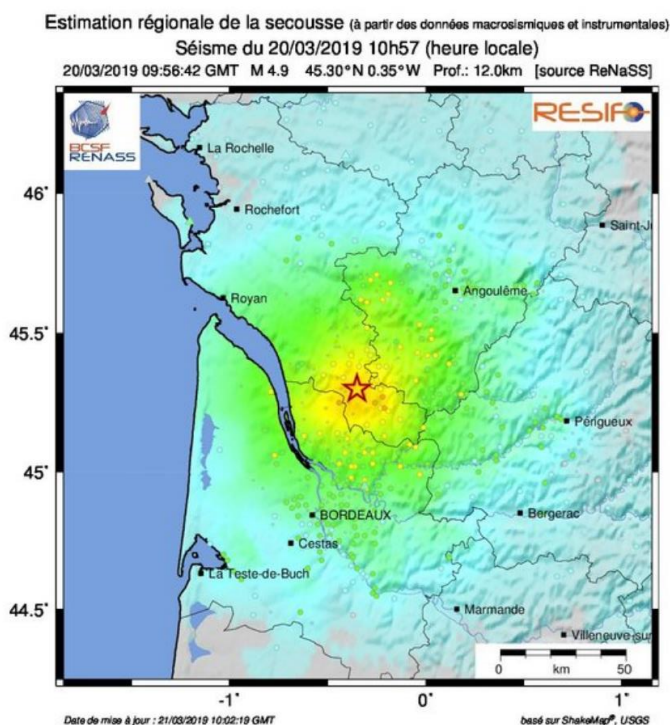 Estimation régionale de la secousse (à partir des données macrosismiques et instrumentales)
Séisme du 20/03/2019 10h57 (heure locale)
20/03/2019 09:56:42 GMT M 4.9 45.30°N 0.35°W Prof.: 12.0km [source ReNaSS]
BCSF
RENASS
RESIF
La Rochelle
46
Rochefort
Saint-Ju
Royan
Angoulême
45.5
Périgueux
45
BORDEAUX
Bergerac
Cestas
La Teste-de-Buch
44.5
Marmande
Villeneuve-sur
0 km 50
-1° 0° 1°
Date de mise à jour : 21/03/2019 10:02:19 GMT
basé sur ShakeMap®, USGS